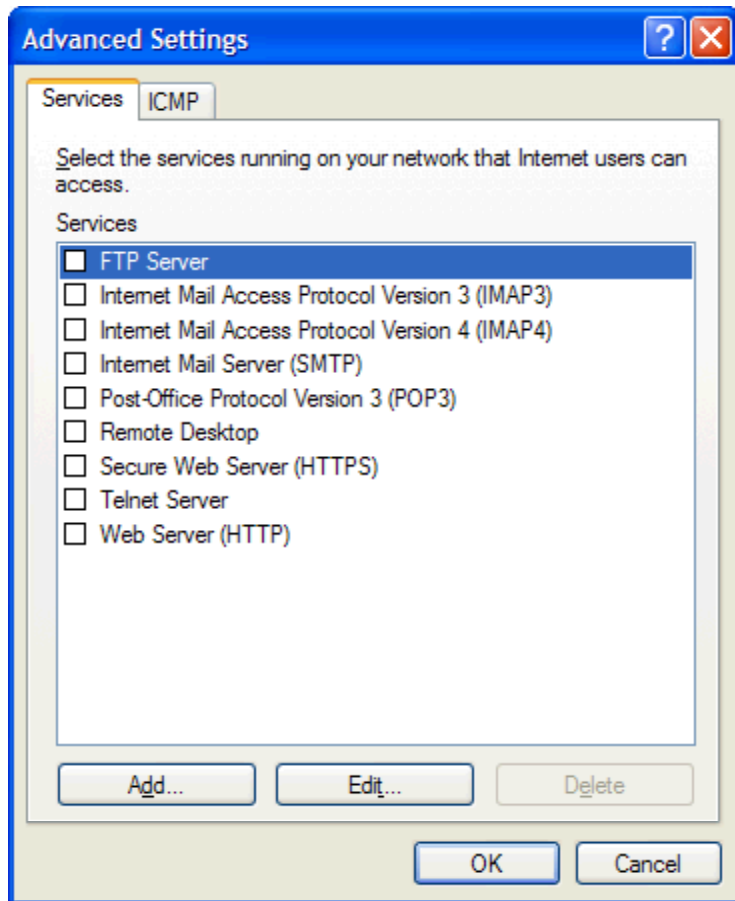 Advanced Settings
Services
ICMP
Select the services running on your network that Internet users can
access.
Services
FTP Server
Internet Mail Access Protocol Version 3 (IMAP3)
Internet Mail Access Protocol Version 4 (IMAP4)
Internet Mail Server (SMTP)
Post-Office Protocol Version 3 (POP3)
Remote Desktop
Secure Web Server (HTTPS)
Telnet Server
Web Server (HTTP)
Add...
Edit...
Delete
OK
Cancel